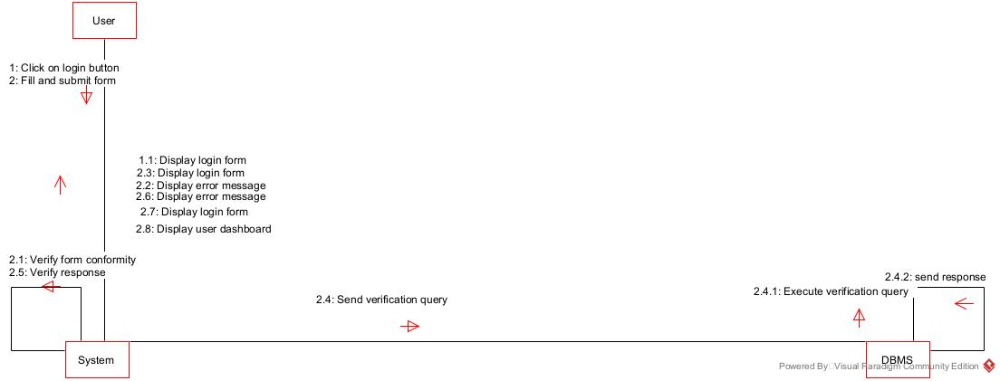 User
1: Click on login button
2: Fill and submit form
1.1: Display login form
2.3: Display login form
2.2: Display error message
2.6: Display error message
2.7: Display login form
2.8: Display user dashboard
2.1: Verify form conformity
2.5: Verify response
2.4: Send verification query
2.4.2: send response
2.4.1: Execute verification query
System
DBMS
Powered By Visual Paradigm Community Edition